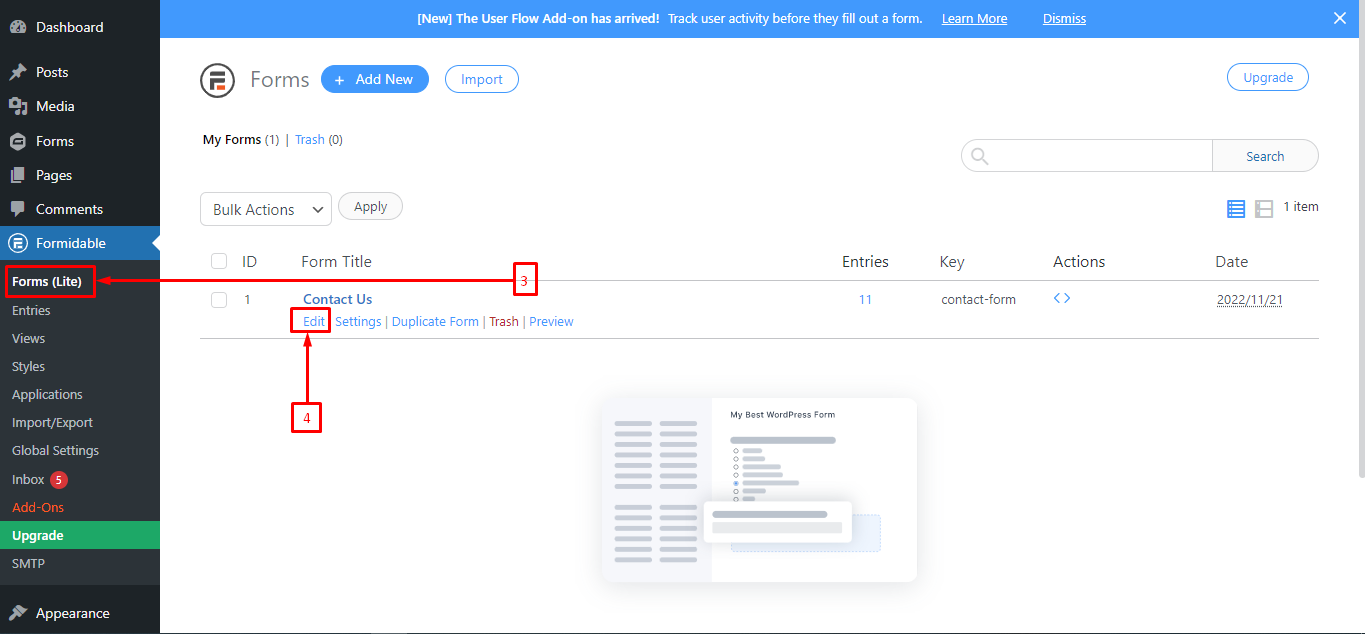 [New] The User Flow Add-on has arrived! Track user activity before they fill out a form. Learn More Dismiss
Dashboard
Posts
Media
Forms
Pages
Comments
Formidable
Forms (Lite)
Entries
Views
Styles
Applications
Import/Export
Global Settings
Inbox 5
Add-Ons
Upgrade
SMTP
Appearance
Forms + Add New Import Upgrade
My Forms (1) | Trash (0)
Search
Bulk Actions Apply 1 item
ID Form Title Entries Key Actions Date
3
1 Contact Us 11 contact-form <> 2022/11/21
Edit Settings | Duplicate Form | Trash | Preview
4
My Best WordPress Form